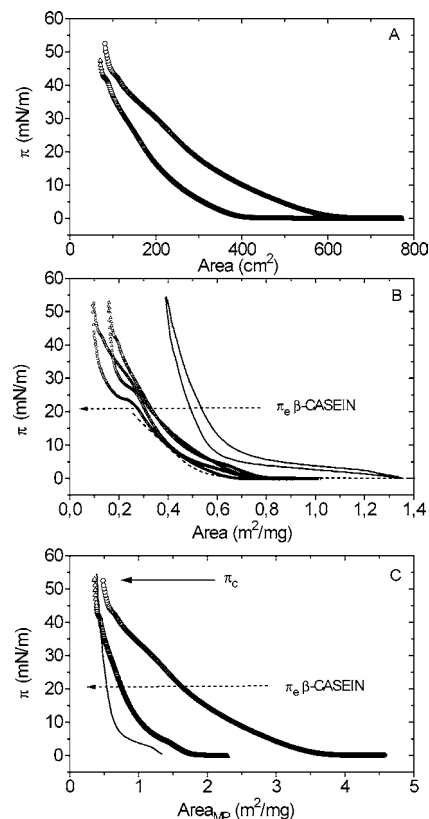 A
60
50
40
30
20
10
0
π (mN/m)
0 200 400 600 800
Area (cm²)
B
60
50
40
30
20
10
0
π (mN/m)
πₑ β-CASEIN
0,0 0,2 0,4 0,6 0,8 1,0 1,2 1,4
Area (m²/mg)
C
60
50
40
30
20
10
0
π (mN/m)
π_c
πₑ β-CASEIN
0 1 2 3 4 5
Area_MP (m²/mg)